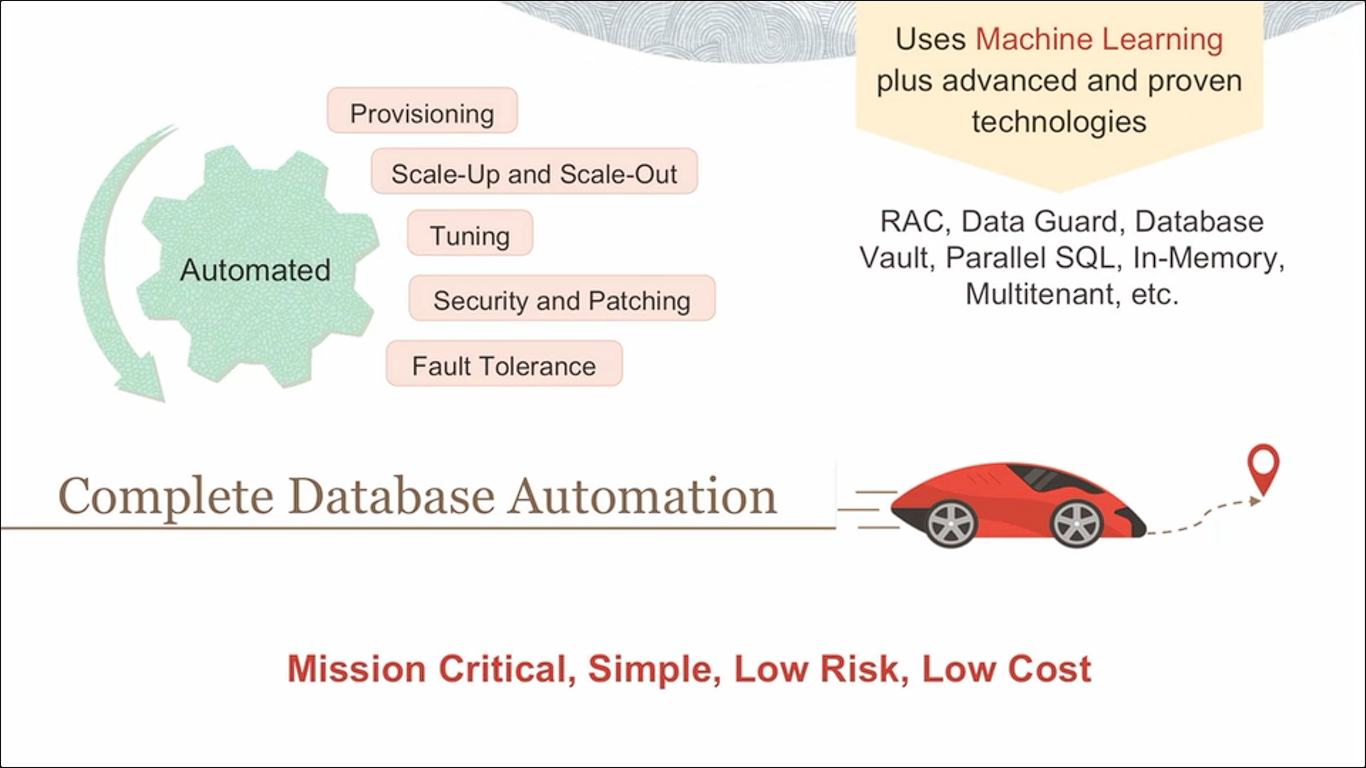 Uses Machine Learning
plus advanced and proven
technologies
Provisioning
Scale-Up and Scale-Out
Tuning
Security and Patching
Fault Tolerance
Automated
RAC, Data Guard, Database
Vault, Parallel SQL, In-Memory,
Multitenant, etc.
Complete Database Automation
Mission Critical, Simple, Low Risk, Low Cost